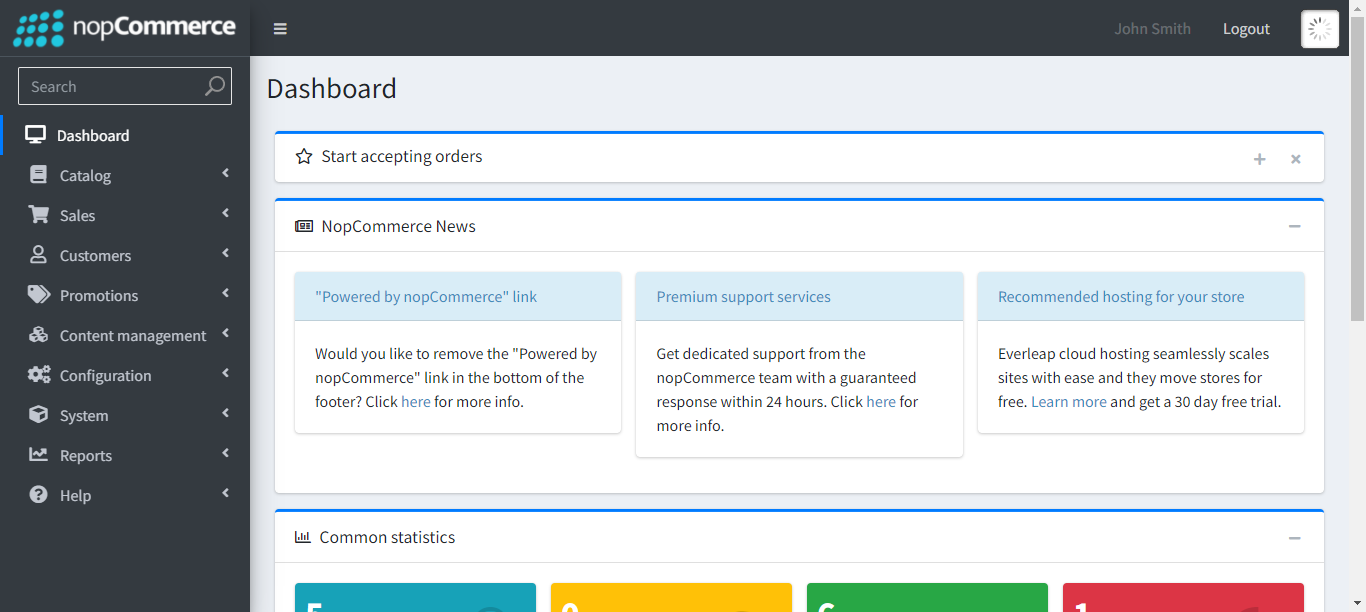 nopCommerce
John Smith
Logout
Search
Dashboard
Catalog
Sales
Customers
Promotions
Content management
Configuration
System
Reports
Help
Dashboard
Start accepting orders
NopCommerce News
"Powered by nopCommerce" link
Would you like to remove the "Powered by
nopCommerce" link in the bottom of the
footer? Click here for more info.
Premium support services
Get dedicated support from the
nopCommerce team with a guaranteed
response within 24 hours. Click here for
more info.
Recommended hosting for your store
Everleap cloud hosting seamlessly scales
sites with ease and they move stores for
free. Learn more and get a 30 day free trial.
Common statistics